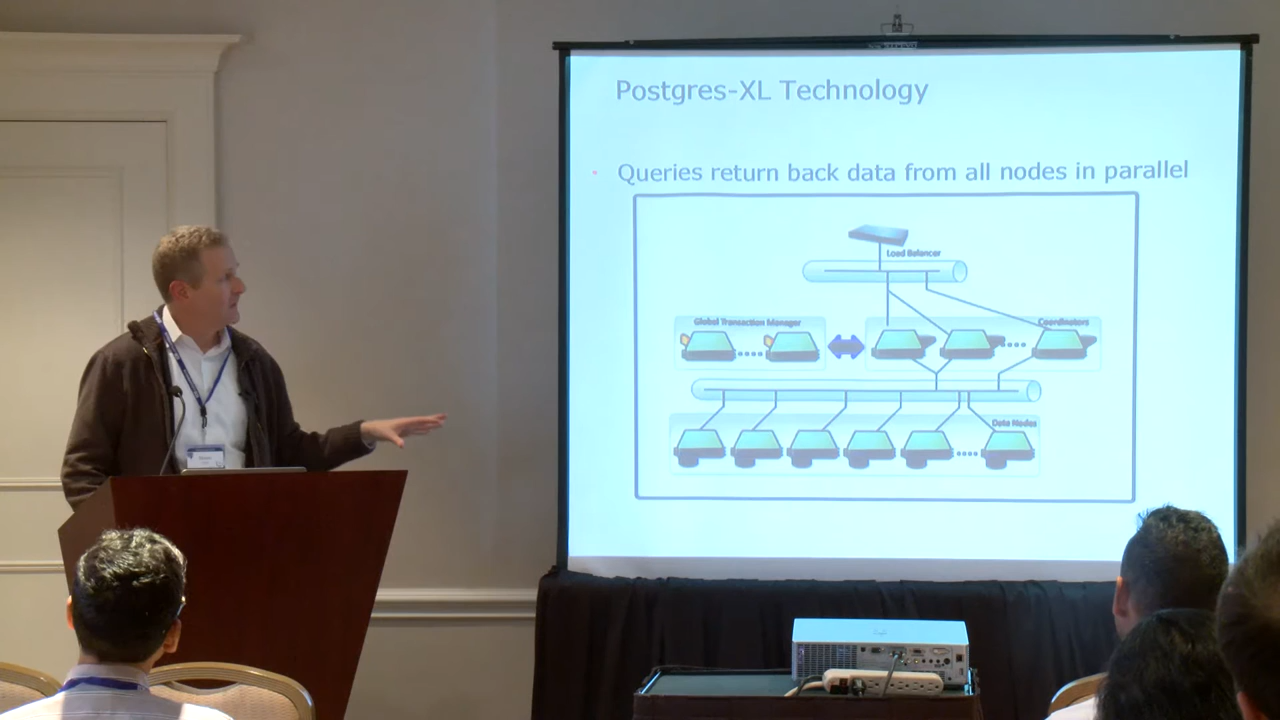 Postgres-XL Technology
Queries return back data from all nodes in parallel
Load Balancer
Global Transaction Manager
Coordinators
Data Nodes